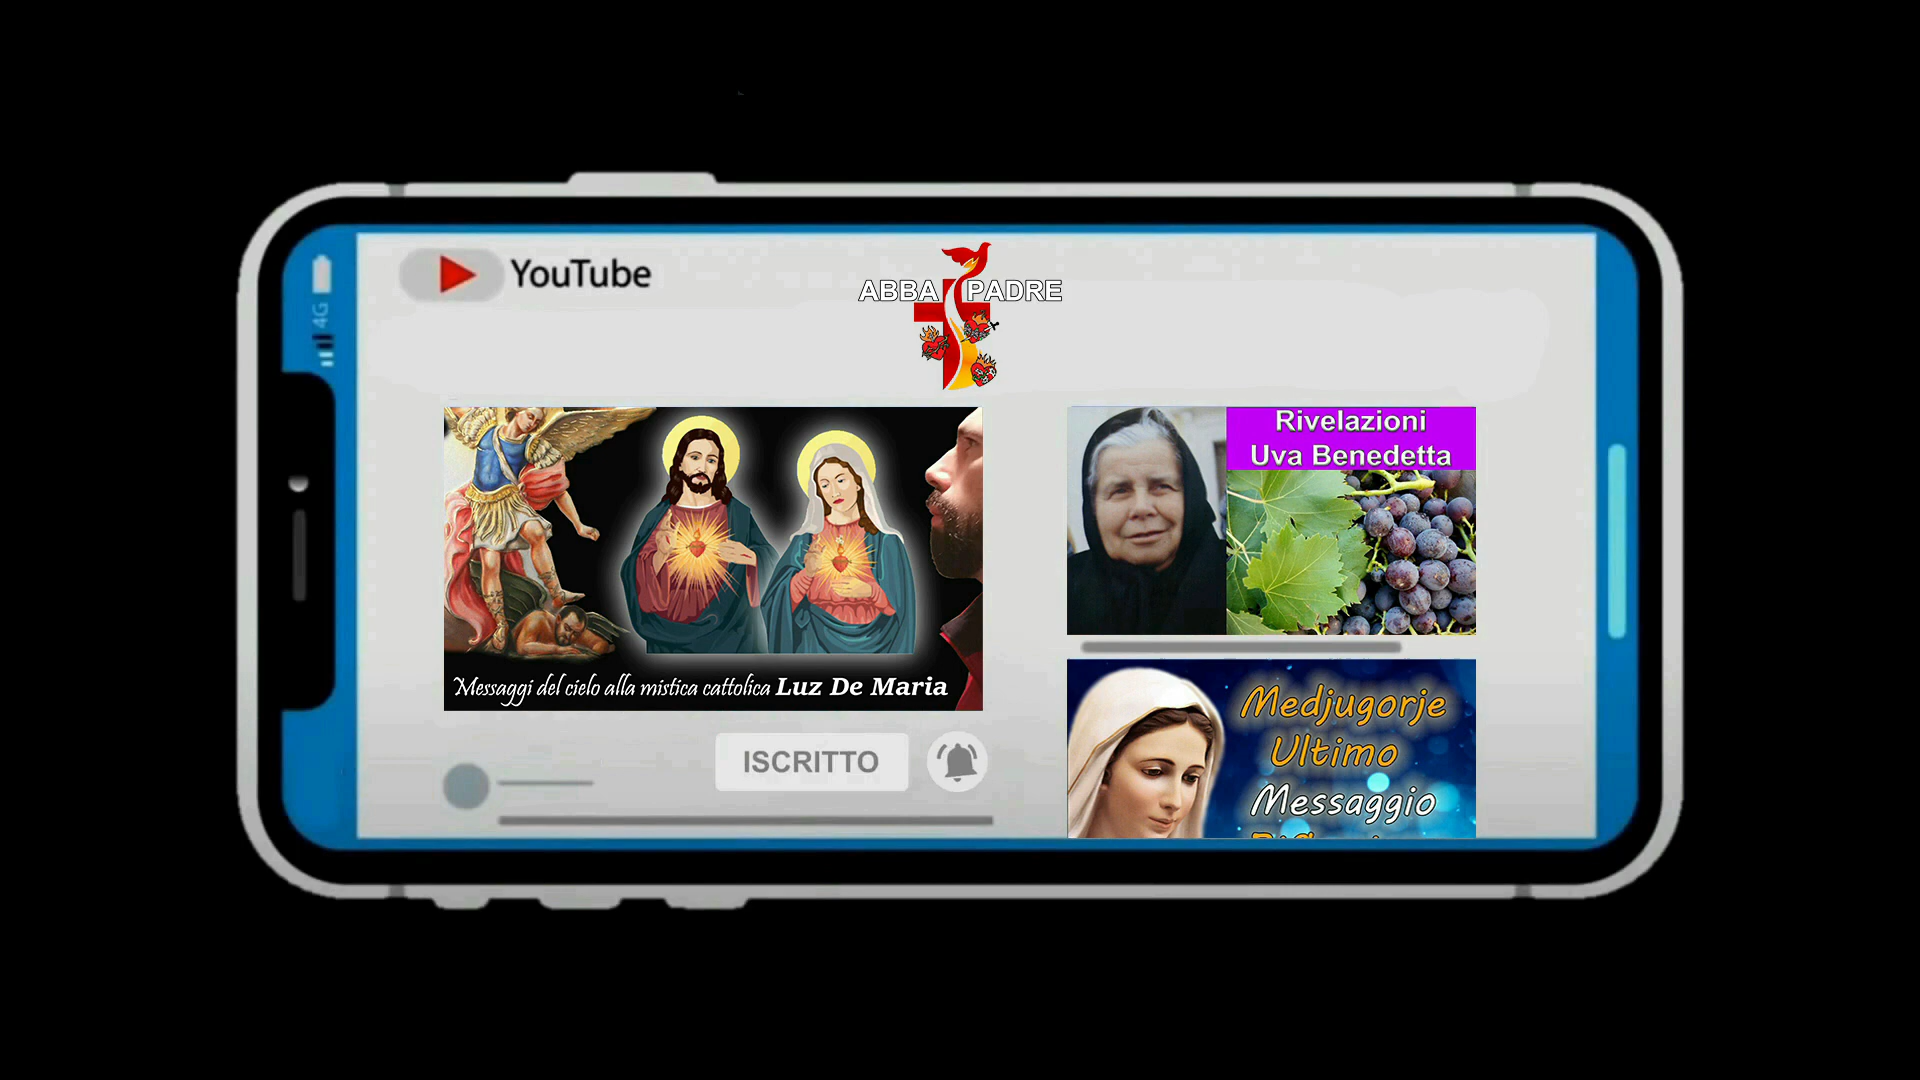 4G
YouTube
ABBA PADRE
Messaggi del cielo alla mistica cattolica Luz De Maria
ISCRITTO
Rivelazioni
Uva Benedetta
Medjugorje
Ultimo
Messaggio